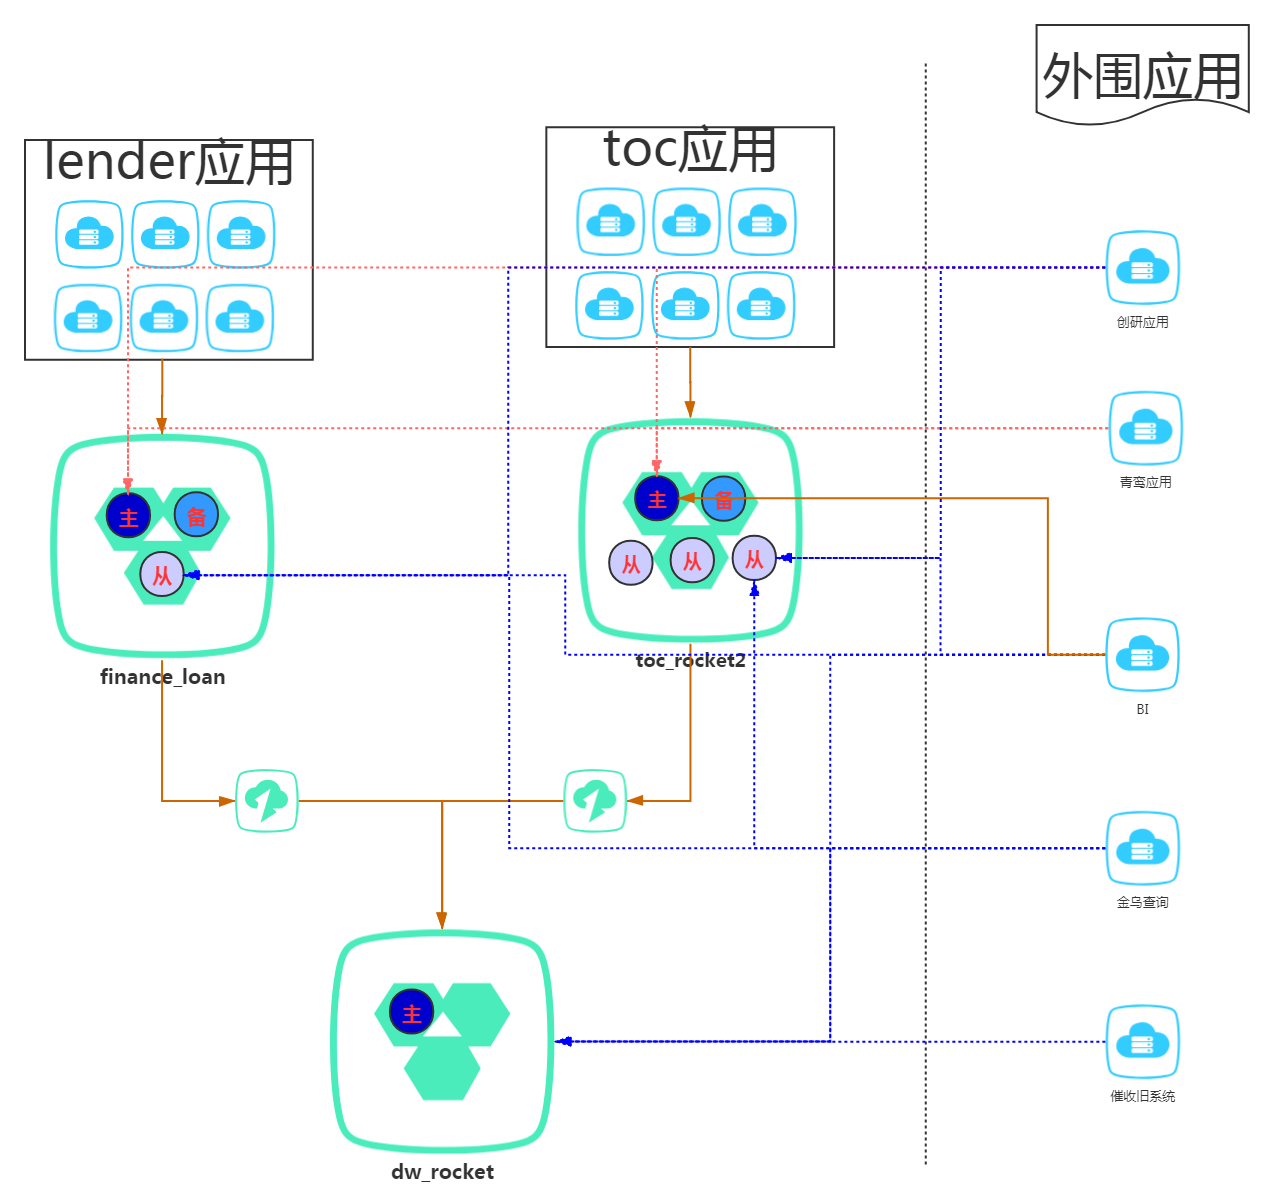 外围应用
lender应用
toc应用
创研应用
青鸾应用
主
备
从
主
备
从
从
从
finance_loan
toc_rocket2
BI
金乌查询
主
催收旧系统
dw_rocket